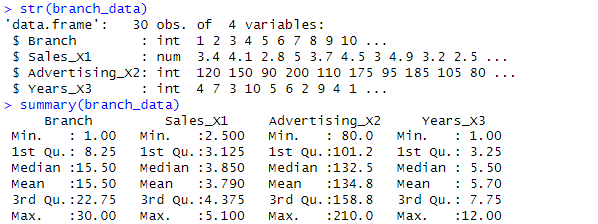 > str(branch_data)
'data.frame':   30 obs. of  4 variables:
 $ Branch        : int  1 2 3 4 5 6 7 8 9 10 ...
 $ Sales_X1      : num  3.4 4.1 2.8 5 3.7 4.5 3 4.9 3.2 2.5 ...
 $ Advertising_X2: int  120 150 90 200 110 175 95 185 105 80 ...
 $ Years_X3      : int  4 7 3 10 5 6 2 9 4 1 ...
> summary(branch_data)
     Branch         Sales_X1     Advertising_X2     Years_X3    
 Min.   : 1.00   Min.   :2.500   Min.   : 80.0   Min.   : 1.00  
 1st Qu.: 8.25   1st Qu.:3.125   1st Qu.:101.2   1st Qu.: 3.25  
 Median :15.50   Median :3.850   Median :132.5   Median : 5.50  
 Mean   :15.50   Mean   :3.790   Mean   :134.8   Mean   : 5.70  
 3rd Qu.:22.75   3rd Qu.:4.375   3rd Qu.:158.8   3rd Qu.: 7.75  
 Max.   :30.00   Max.   :5.100   Max.   :210.0   Max.   :12.00